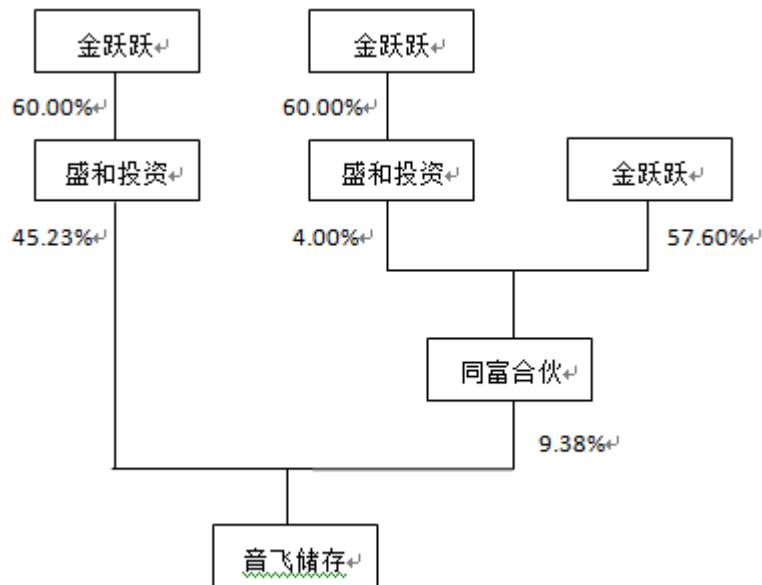 金跃跃
金跃跃
60.00%
60.00%
盛和投资
盛和投资
金跃跃
45.23%
4.00%
57.60%
同富合伙
9.38%
音飞储存